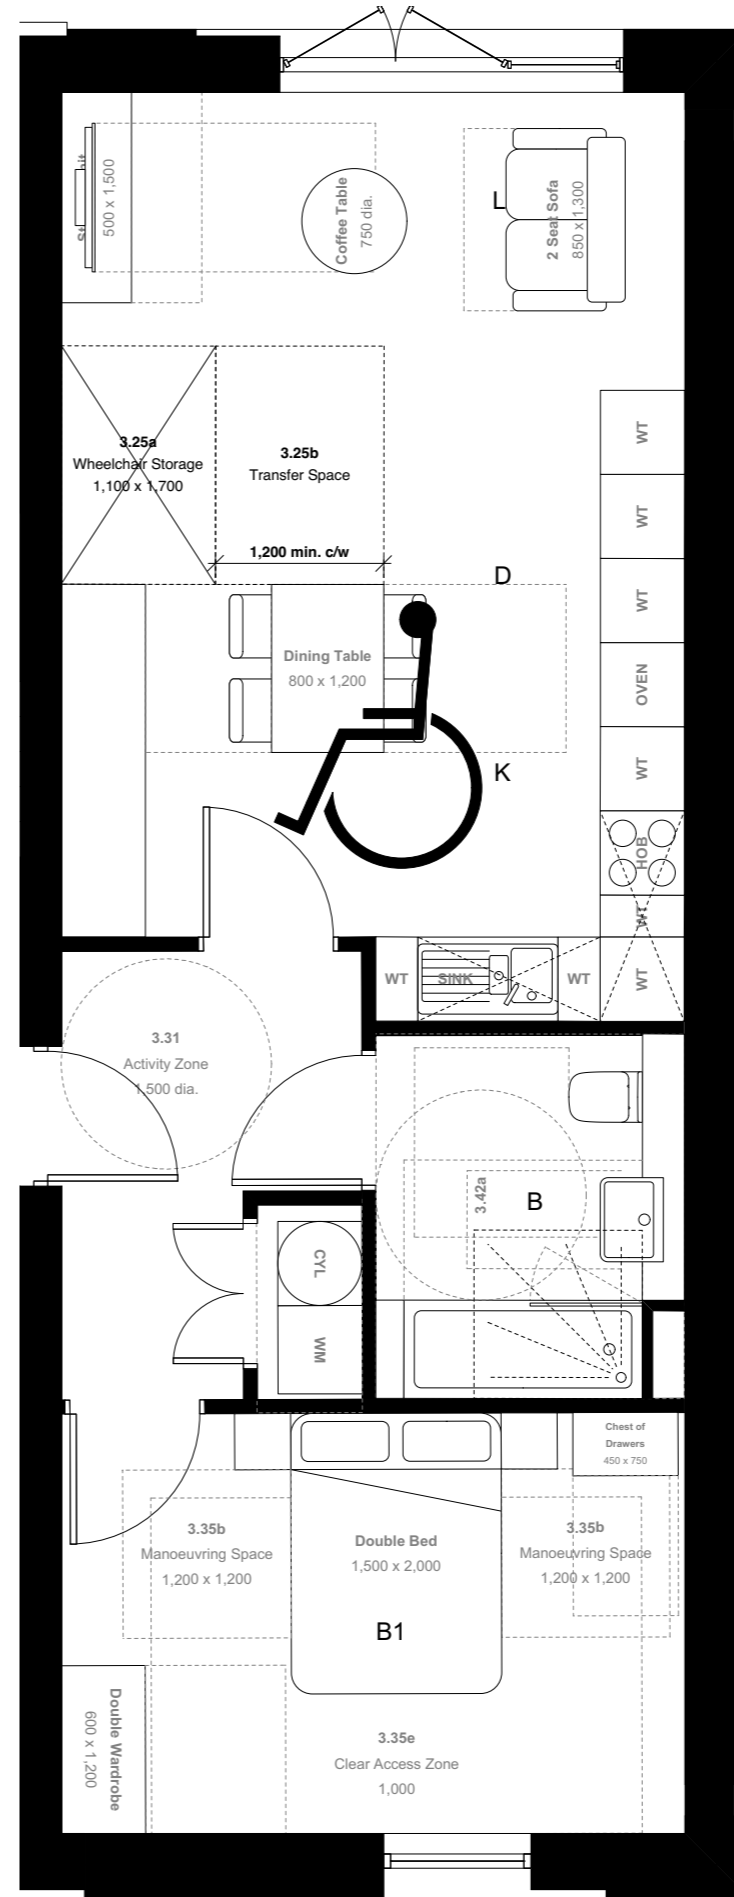 500 x 1,500
Coffee Table
750 dia.
L
2 Seat Sofa
850 x 1,300
3.25a
Wheelchair Storage
1,100 x 1,700
3.25b
Transfer Space
1,200 min. c/w
WT
WT
WT
OVEN
WT
HOB
WT
WT
D
Dining Table
800 x 1,200
K
WT
SINK
WT
3.31
Activity Zone
1,500 dia.
3.42a
B
CYL
WM
Chest of
Drawers
450 x 750
3.35b
Manoeuvring Space
1,200 x 1,200
Double Bed
1,500 x 2,000
3.35b
Manoeuvring Space
1,200 x 1,200
B1
Double Wardrobe
600 x 1,200
3.35e
Clear Access Zone
1,000